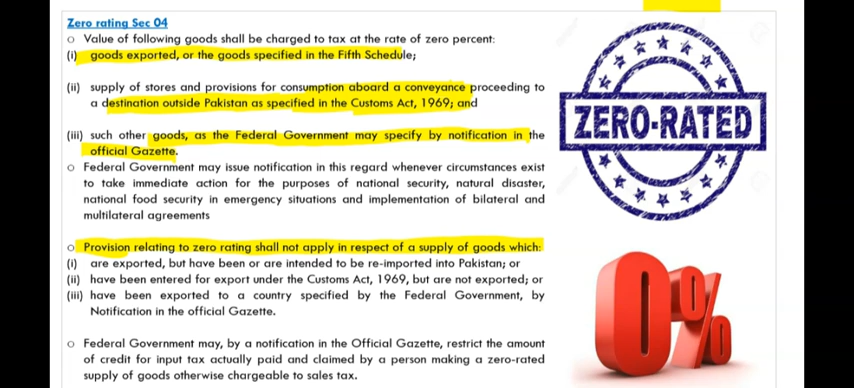 Zero rating Sec 04
o Value of following goods shall be charged to tax at the rate of zero percent:
(i) goods exported, or the goods specified in the Fifth Schedule;
(ii) supply of stores and provisions for consumption aboard a conveyance proceeding to
a destination outside Pakistan as specified in the Customs Act, 1969; and
(iii) such other goods, as the Federal Government may specify by notification in the
official Gazette.
o Federal Government may issue notification in this regard whenever circumstances exist
to take immediate action for the purposes of national security, natural disaster,
national food security in emergency situations and implementation of bilateral and
multilateral agreements
o Provision relating to zero rating shall not apply in respect of a supply of goods which:
(i) are exported, but have been or are intended to be re-imported into Pakistan; or
(ii) have been entered for export under the Customs Act, 1969, but are not exported; or
(iii) have been exported to a country specified by the Federal Government, by
Notification in the official Gazette.
o Federal Government may, by a notification in the Official Gazette, restrict the amount
of credit for input tax actually paid and claimed by a person making a zero-rated
supply of goods otherwise chargeable to sales tax.
ZERO-RATED
0%